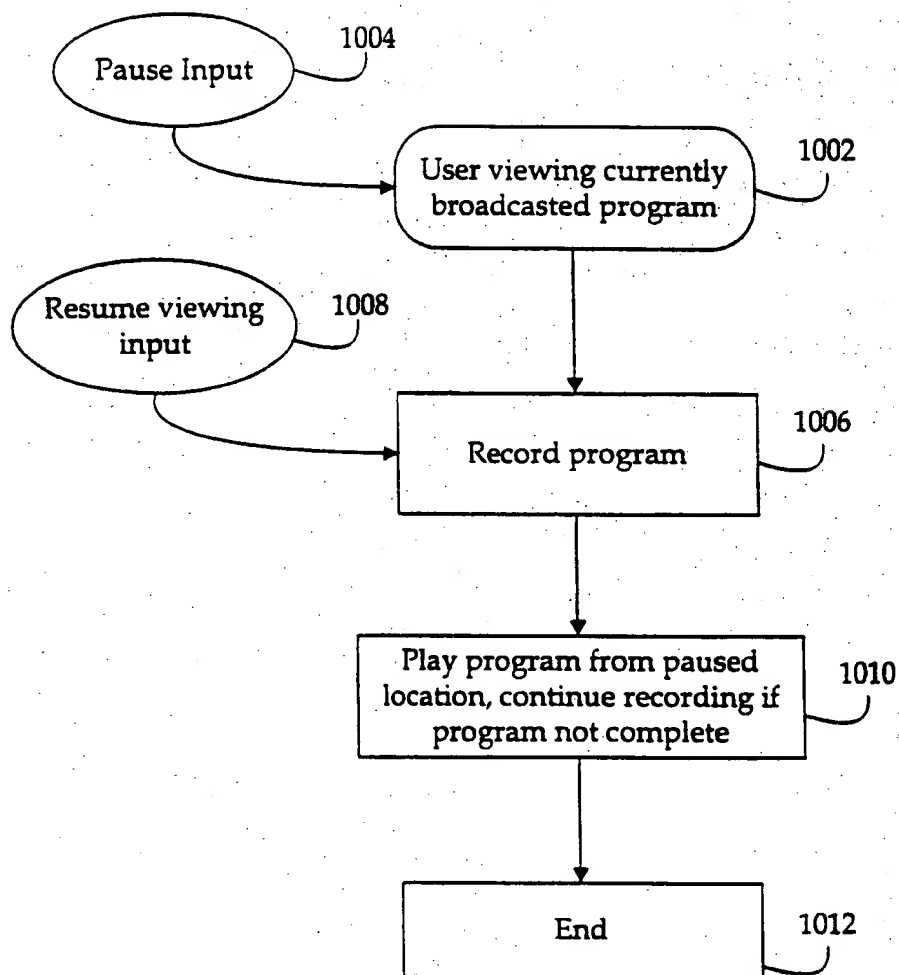 1004
Pause Input
1002
User viewing currently
broadcasted program
1008
Resume viewing
input
1006
Record program
Play program from paused
location, continue recording if
program not complete
1010
End
1012